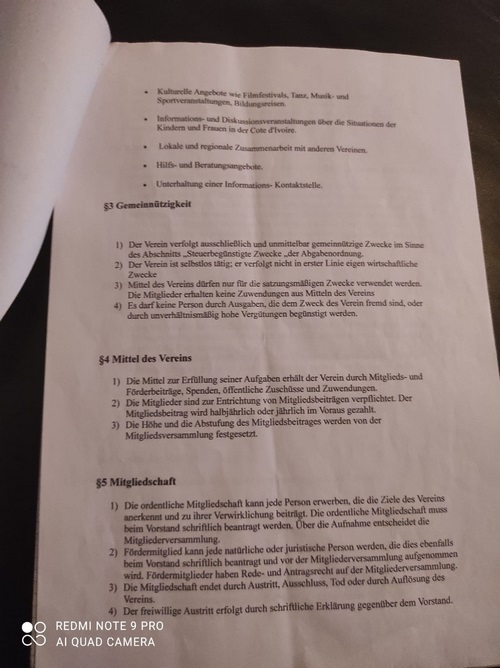 • Kulturelle Angebote wie Filmfestivals, Tanz, Musik- und
Sportveranstaltungen, Bildungsreisen.
• Informations- und Diskussionsveranstaltungen über die Situationen der
Kindern und Frauen in der Cote d'Ivoire.
• Lokale und regionale Zusammenarbeit mit anderen Vereinen.
• Hilfs- und Beratungsangebote.
• Unterhaltung einer Informations- Kontaktstelle.
§3 Gemeinnützigkeit
1) Der Verein verfolgt ausschließlich und unmittelbar gemeinnützige Zwecke im Sinne
des Abschnitts „Steuerbegünstigte Zwecke „der Abgabenordnung.
2) Der Verein ist selbstlos tätig; er verfolgt nicht in erster Linie eigen wirtschaftliche
Zwecke
3) Mittel des Vereins dürfen nur für die satzungsmäßigen Zwecke verwendet werden.
Die Mitglieder erhalten keine Zuwendungen aus Mitteln des Vereins
4) Es darf keine Person durch Ausgaben, die dem Zweck des Verein fremd sind, oder
durch unverhältnismäßig hohe Vergütungen begünstigt werden.
§4 Mittel des Vereins
1) Die Mittel zur Erfüllung seiner Aufgaben erhält der Verein durch Mitglieds- und
Förderbeiträge, Spenden, öffentliche Zuschüsse und Zuwendungen.
2) Die Mitglieder sind zur Entrichtung von Mitgliedsbeiträgen verpflichtet. Der
Mitgliedsbeitrag wird halbjährlich oder jährlich im Voraus gezahlt.
3) Die Höhe und die Abstufung des Mitgliedsbeitrages werden von der
Mitgliedsversammlung festgesetzt.
§5 Mitgliedschaft
1) Die ordentliche Mitgliedschaft kann jede Person erwerben, die die Ziele des Vereins
anerkennt und zu ihrer Verwirklichung beiträgt. Die ordentliche Mitgliedschaft muss
beim Vorstand schriftlich beantragt werden. Über die Aufnahme entscheidet die
Mitgliederversammlung.
2) Fördermitglied kann jede natürliche oder juristische Person werden, die dies ebenfalls
beim Vorstand schriftlich beantragt und vor der Mitgliederversammlung aufgenommen
wird. Fördermitglieder haben Rede- und Antragsrecht auf der Mitgliederversammlung.
3) Die Mitgliedschaft endet durch Austritt, Ausschluss, Tod oder durch Auflösung des
Vereins.
4) Der freiwillige Austritt erfolgt durch schriftliche Erklärung gegenüber dem Vorstand.
REDMI NOTE 9 PRO
AI QUAD CAMERA